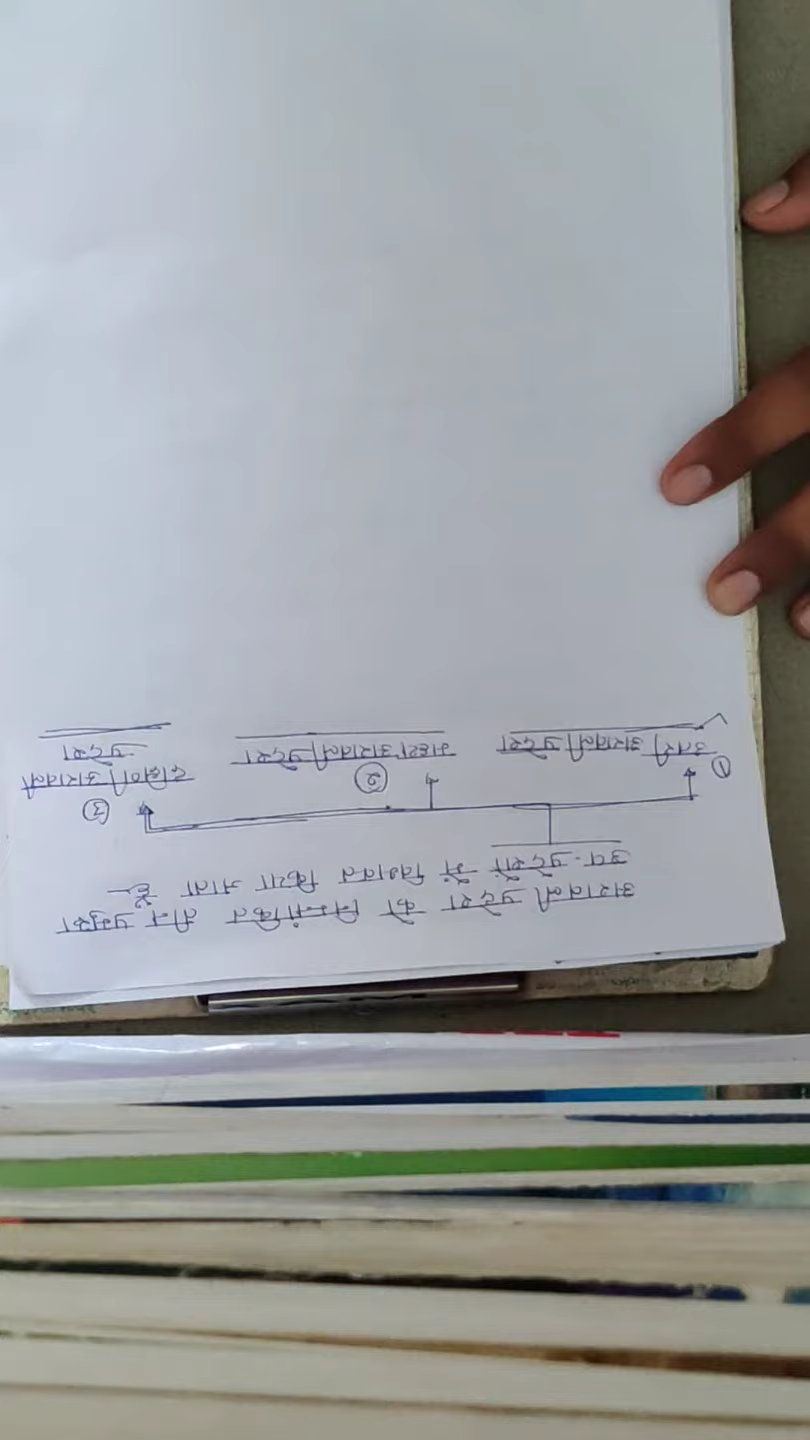 अरावली प्रदेश को निम्नांकित तीन प्रमुख
उप-प्रदेशों में विभक्त किया जाता है-
① उत्तरी अरावली प्रदेश
② मध्य अरावली प्रदेश
③ दक्षिणी अरावली
प्रदेश